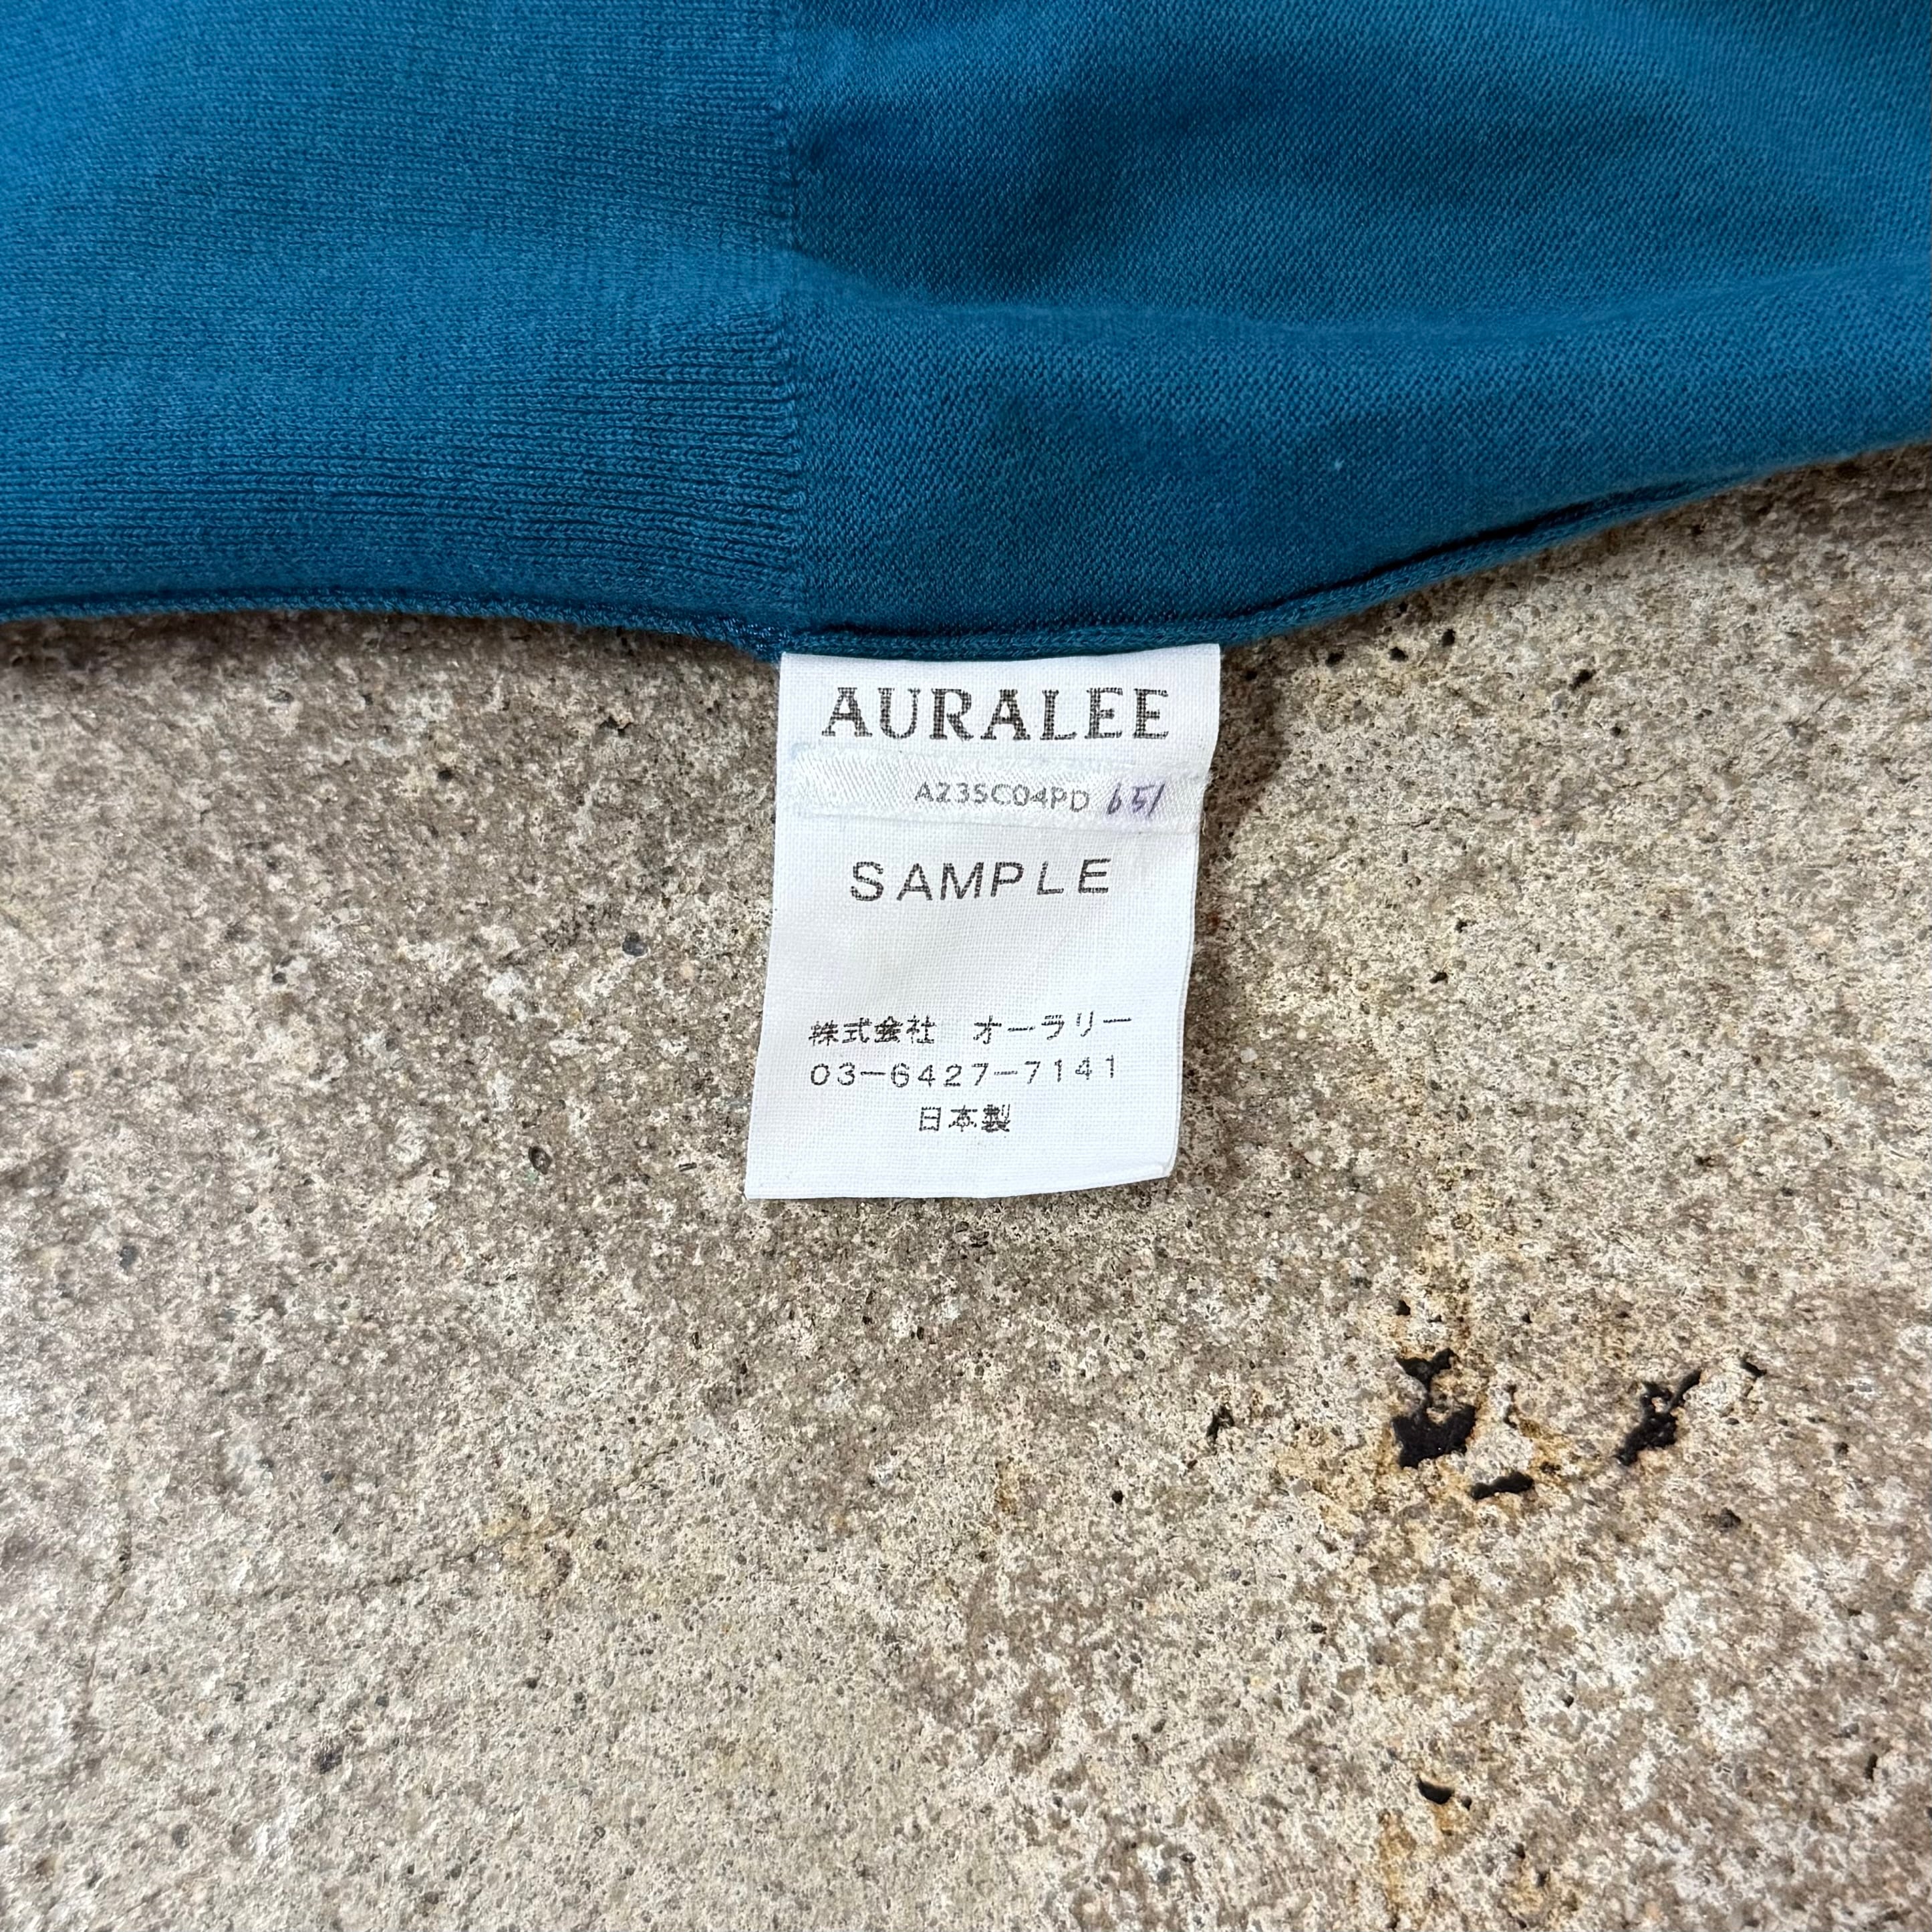 AURALEE
A23SC04PD 651
SAMPLE
株式会社　オーラリー
03-6427-7141
日本製